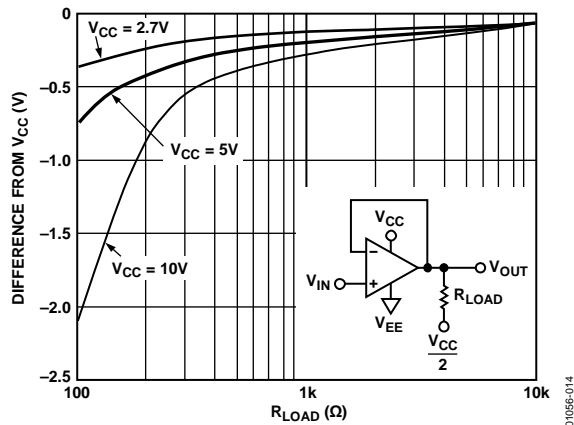 0
–0.5
–1.0
–1.5
–2.0
–2.5
DIFFERENCE FROM VCC (V)
VCC = 2.7V
VCC = 5V
VCC = 10V
VCC
–
+
VIN
VEE
VOUT
RLOAD
VCC
2
100
1k
10k
RLOAD (Ω)
01056-014